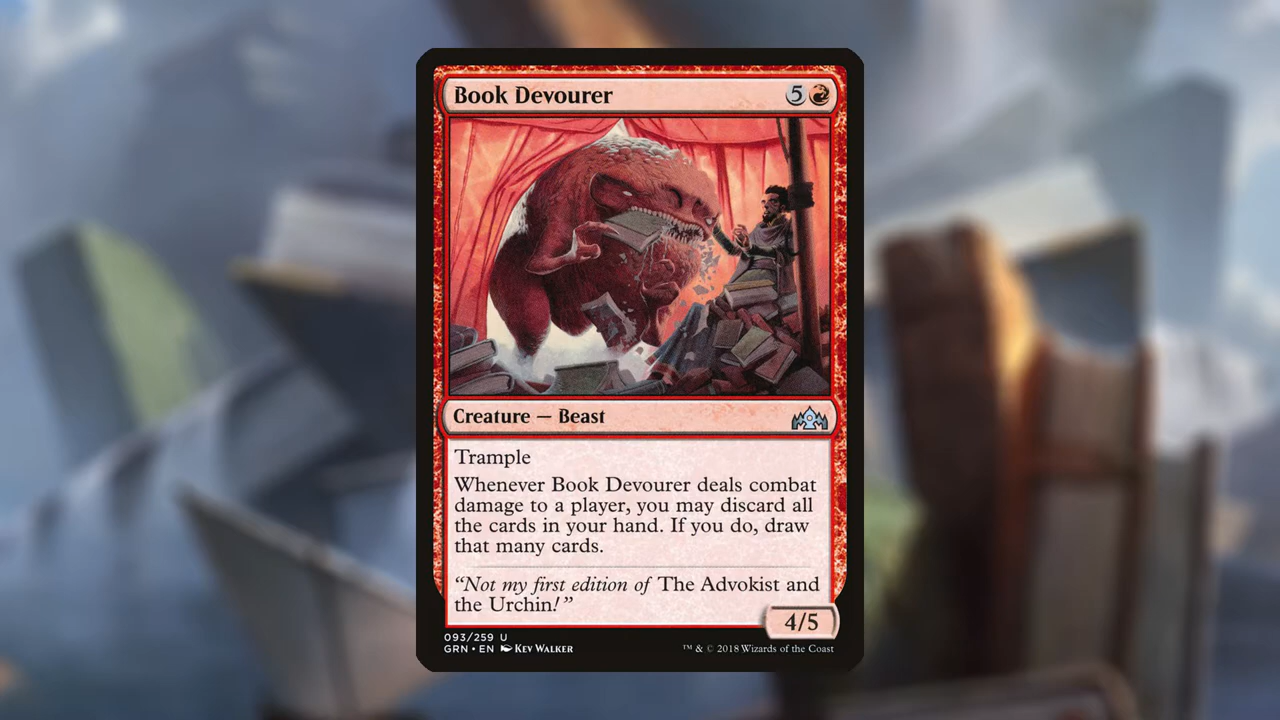 Book Devourer 5
Creature — Beast
Trample
Whenever Book Devourer deals combat
damage to a player, you may discard all
the cards in your hand. If you do, draw
that many cards.
“Not my first edition of The Advokist and
the Urchin!”
4/5
093/259 U
GRN • EN Kev Walker
™ & © 2018 Wizards of the Coast